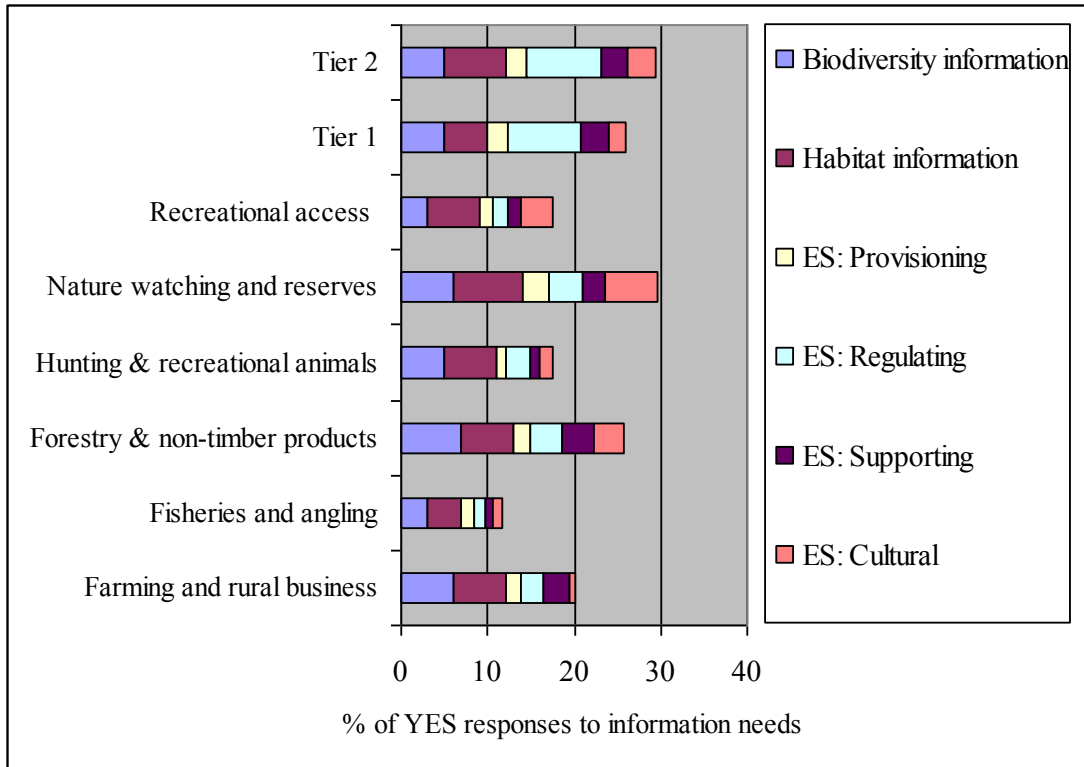 Tier 2
Tier 1
Recreational access
Nature watching and reserves
Hunting & recreational animals
Forestry & non-timber products
Fisheries and angling
Farming and rural business
0 10 20 30 40
% of YES responses to information needs
Biodiversity information
Habitat information
ES: Provisioning
ES: Regulating
ES: Supporting
ES: Cultural